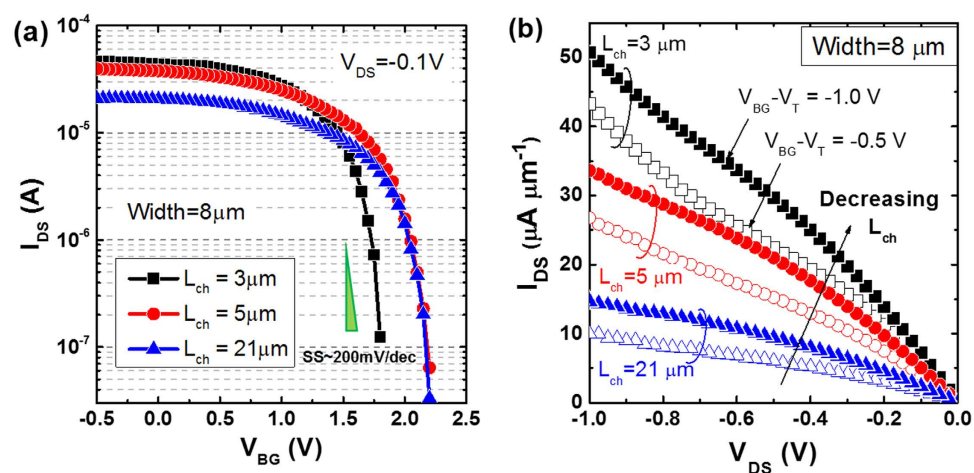 (a)
V_DS=-0.1V
Width=8μm
L_ch = 3μm
L_ch = 5μm
L_ch = 21μm
SS~200mV/dec
10^-4
10^-5
10^-6
10^-7
I_DS (A)
-0.5 0.0 0.5 1.0 1.5 2.0 2.5
V_BG (V)
(b)
L_ch=3 μm
Width=8 μm
V_BG-V_T = -1.0 V
V_BG-V_T = -0.5 V
Decreasing
L_ch
L_ch=5 μm
L_ch=21 μm
50
40
30
20
10
0
I_DS (μA μm^-1)
-1.0 -0.8 -0.6 -0.4 -0.2 0.0
V_DS (V)